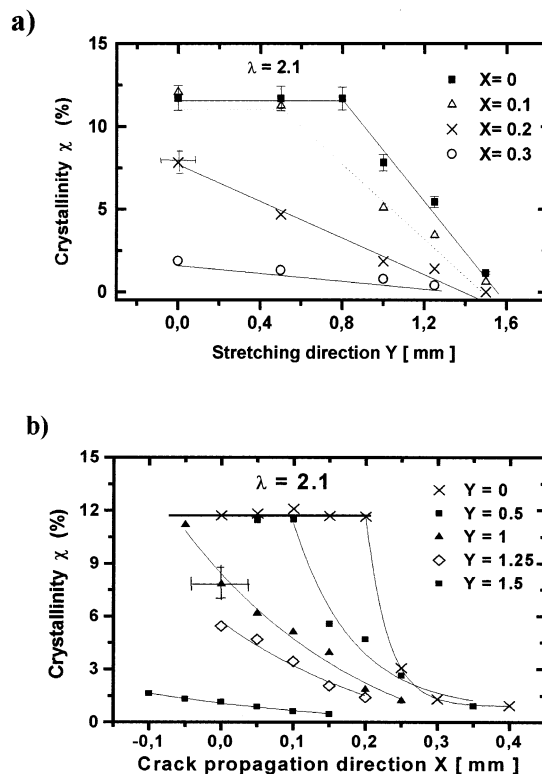 a)
λ = 2.1
Crystallinity χ (%)
15
10
5
0
X= 0
X= 0.1
X= 0.2
X= 0.3
0,0 0,4 0,8 1,2 1,6
Stretching direction Y [ mm ]
b)
λ = 2.1
Crystallinity χ (%)
15
12
9
6
3
0
Y = 0
Y = 0.5
Y = 1
Y = 1.25
Y = 1.5
-0,1 0,0 0,1 0,2 0,3 0,4
Crack propagation direction X [ mm ]